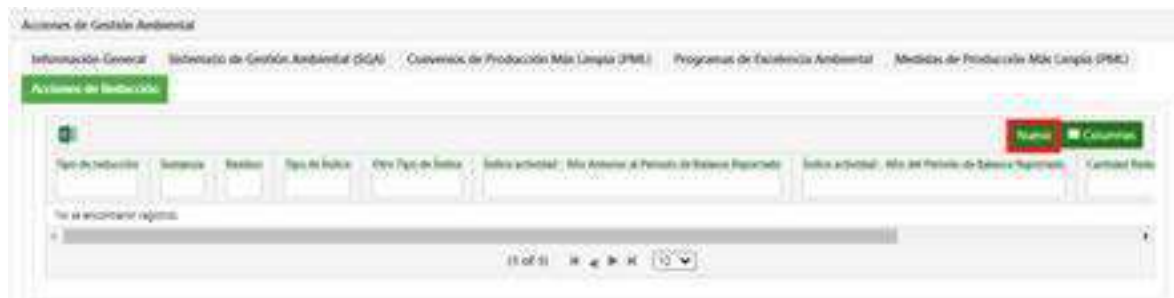 Acciones de Gestión Ambiental
Información General Sistema(s) de Gestión Ambiental (SGA) Convenios de Producción Más Limpia (PML) Programas de Excelencia Ambiental Medidas de Producción Más Limpia (PML)
Acciones de Reducción
Nuevo Columnas
Tipo de reducción Sustancia Residuo Tipo de Índice Otro Tipo de Índice Índice actividad - Año Anterior al Periodo de Balance Reportado Índice actividad - Año del Periodo de Balance Reportado Cantidad
No se encontraron registros
(1 of 1) 10